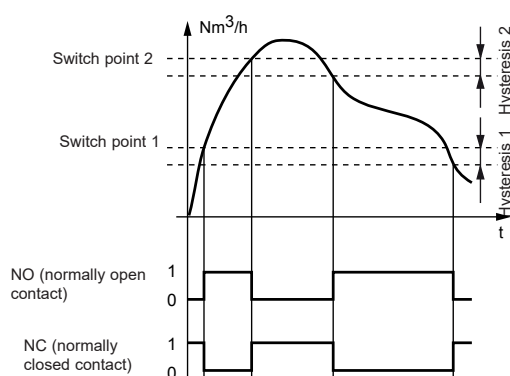 Nm3/h
Switch point 2
Hysteresis 2
Switch point 1
Hysteresis 1
t
NO (normally open
contact)
1
0
NC (normally
closed contact)
1
0